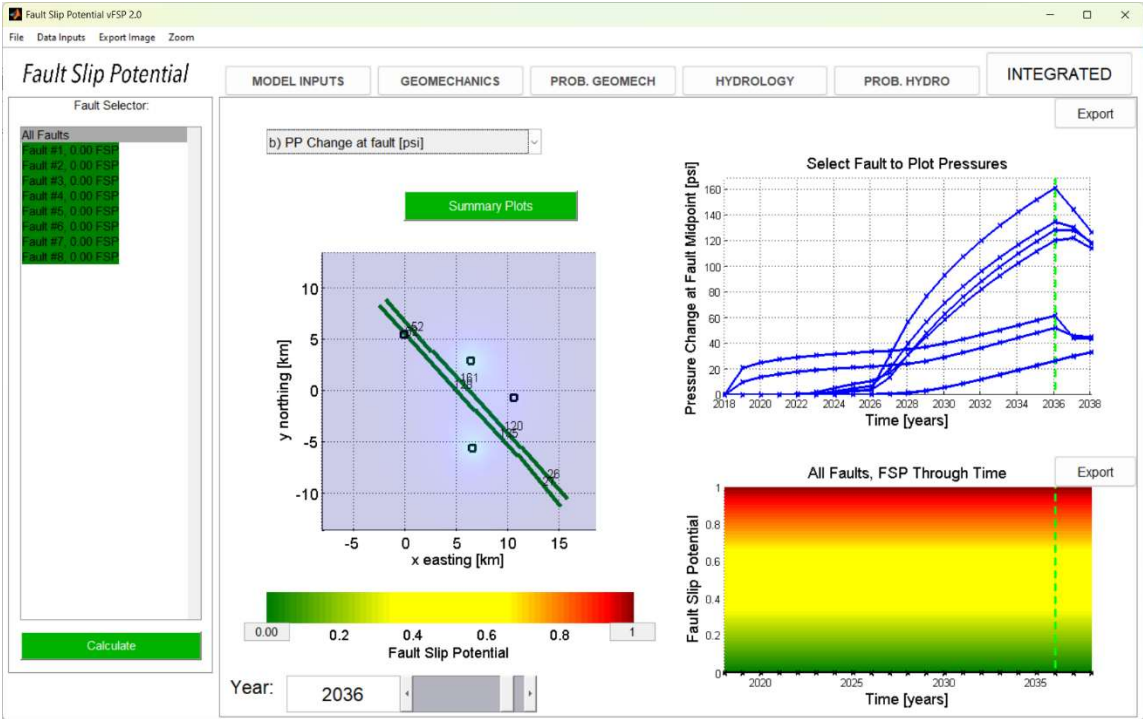 Fault Slip Potential vFSP 2.0
File Data Inputs Export Image Zoom
Fault Slip Potential
MODEL INPUTS
GEOMECHANICS
PROB. GEOMECH
HYDROLOGY
PROB. HYDRO
INTEGRATED
Fault Selector:
All Faults
Fault #1, 0.00 FSP
Fault #2, 0.00 FSP
Fault #3, 0.00 FSP
Fault #4, 0.00 FSP
Fault #5, 0.00 FSP
Fault #6, 0.00 FSP
Fault #7, 0.00 FSP
Fault #8, 0.00 FSP
Calculate
b) PP Change at fault [psi]
Summary Plots
10
5
0
-5
-10
y northing [km]
52
161
120
26
-5 0 5 10 15
x easting [km]
0.00 0.2 0.4 0.6 0.8 1
Fault Slip Potential
Year: 2036
Export
Select Fault to Plot Pressures
Pressure Change at Fault Midpoint [psi]
160
140
120
100
80
60
40
20
0
2018 2020 2022 2024 2026 2028 2030 2032 2034 2036 2038
Time [years]
Export
All Faults, FSP Through Time
Fault Slip Potential
1
0.8
0.6
0.4
0.2
0
2020 2025 2030 2035
Time [years]